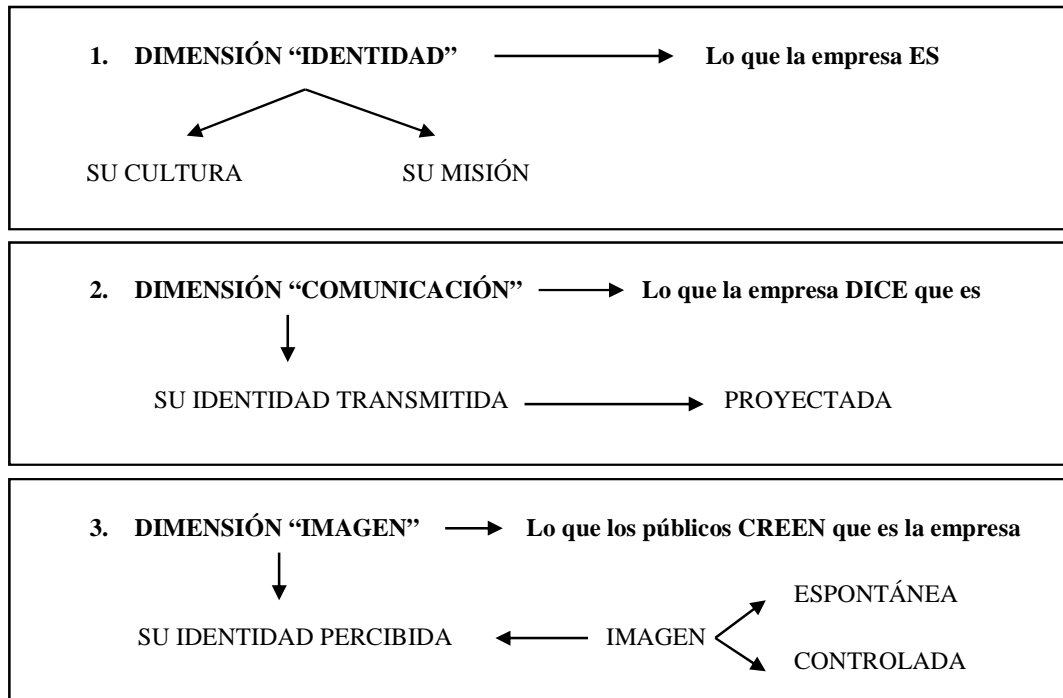 1. DIMENSIÓN “IDENTIDAD” Lo que la empresa ES
SU CULTURA SU MISIÓN
2. DIMENSIÓN “COMUNICACIÓN” Lo que la empresa DICE que es
SU IDENTIDAD TRANSMITIDA PROYECTADA
3. DIMENSIÓN “IMAGEN” Lo que los públicos CREEN que es la empresa
ESPONTÁNEA
SU IDENTIDAD PERCIBIDA IMAGEN
CONTROLADA